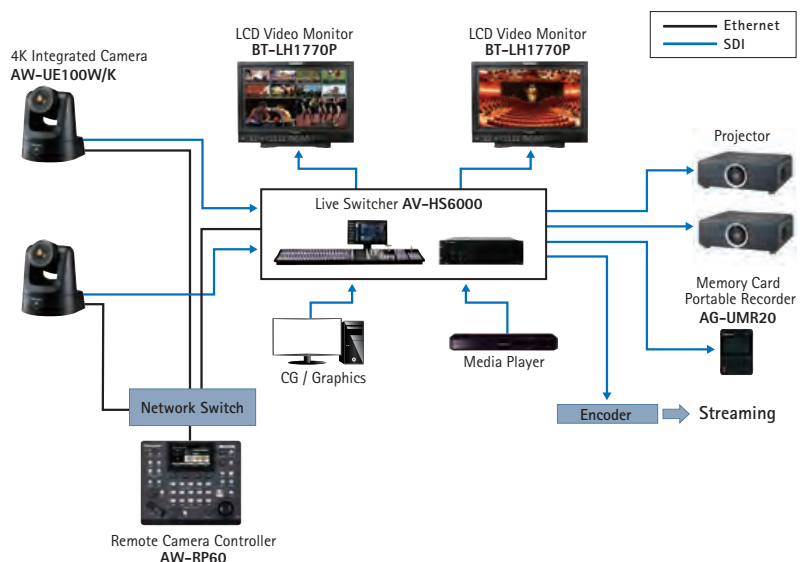 Ethernet
SDI
LCD Video Monitor
BT-LH1770P
LCD Video Monitor
BT-LH1770P
4K Integrated Camera
AW-UE100W/K
Projector
Live Switcher AV-HS6000
Memory Card
Portable Recorder
AG-UMR20
CG / Graphics
Media Player
Network Switch
Encoder
Streaming
Remote Camera Controller
AW-RP60